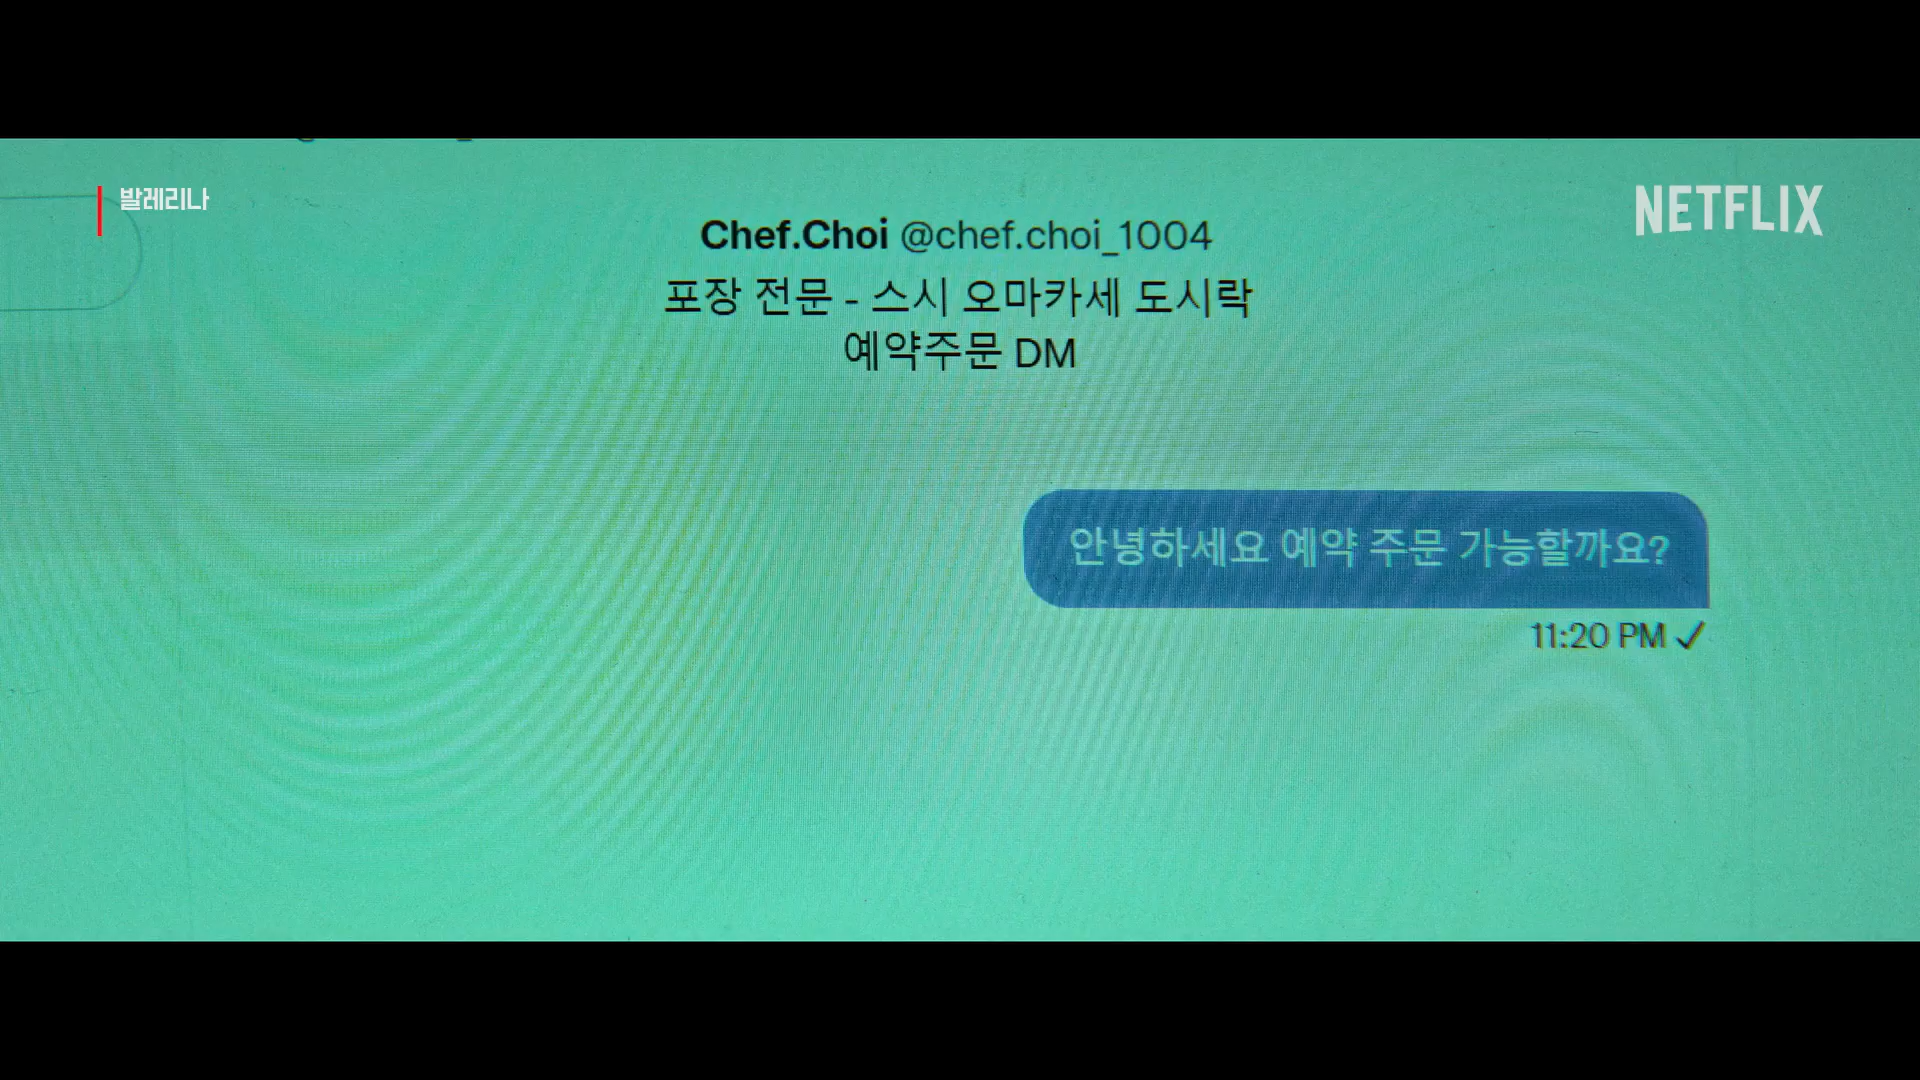 발레리나
NETFLIX
Chef.Choi @chef.choi_1004
포장 전문 - 스시 오마카세 도시락
예약주문 DM
안녕하세요 예약 주문 가능할까요?
11:20 PM ✓